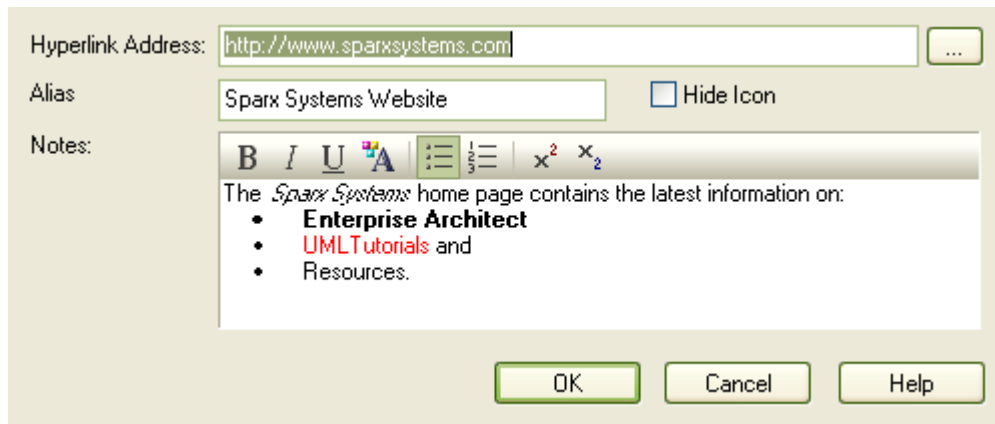 Hyperlink Address: http://www.sparxsystems.com ...
Alias Sparx Systems Website Hide Icon
Notes:
B I U A x² x₂
The Sparx Systems home page contains the latest information on:
• Enterprise Architect
• UMLTutorials and
• Resources.
OK Cancel Help